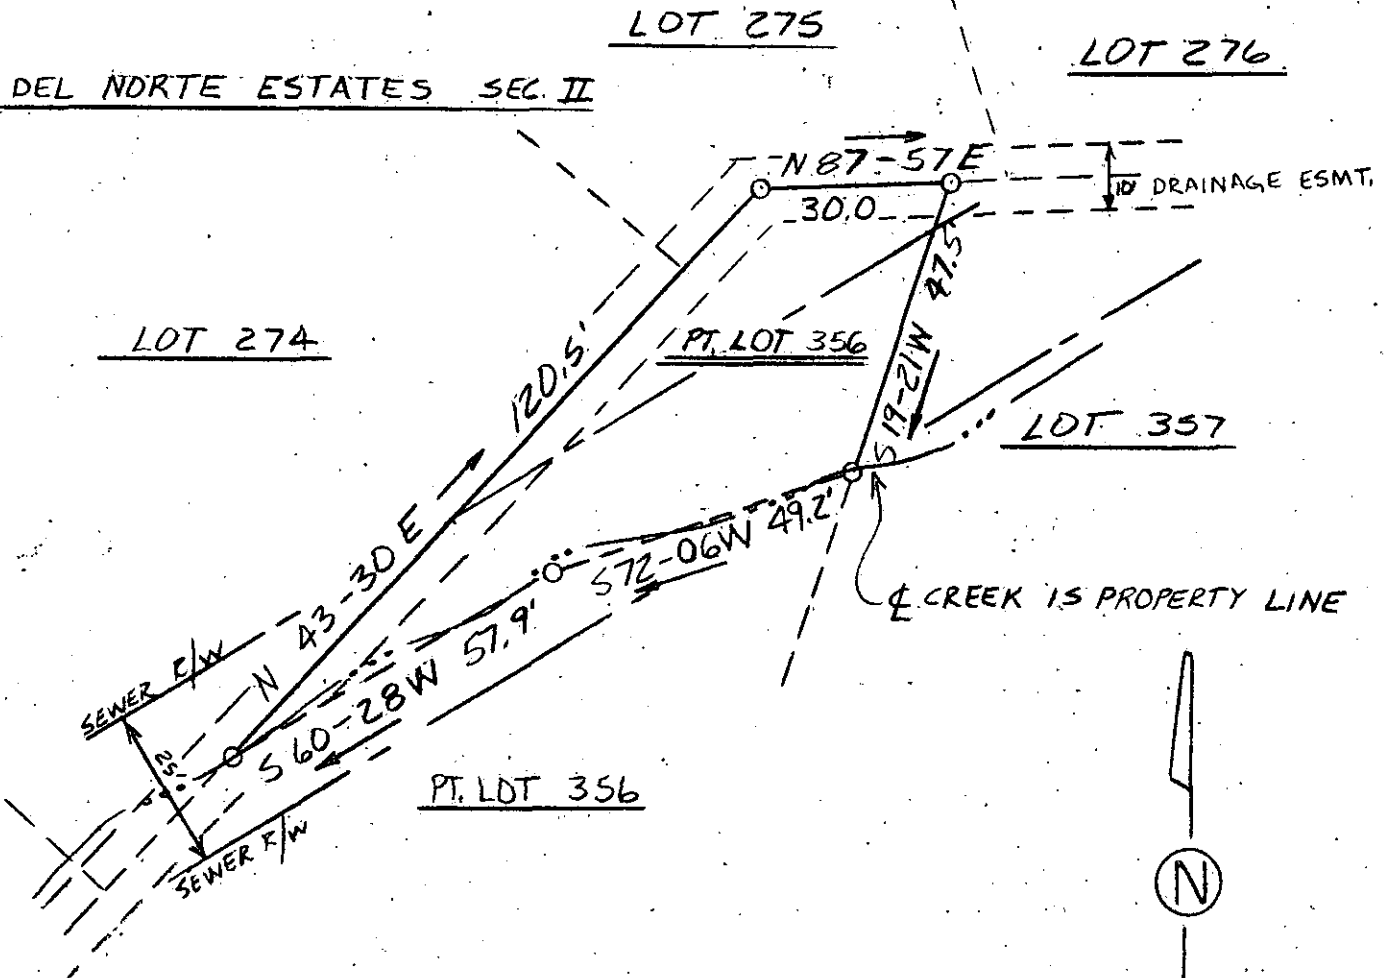 LOT 275
LOT 276
DEL NORTE ESTATES SEC. II
N 87-57 E
10' DRAINAGE ESMT.
30.0
47.5'
LOT 274
PT. LOT 356
120.5'
S 19-21 W
LOT 357
N 43-30 E
S 72-06 W 49.2'
℄ CREEK IS PROPERTY LINE
S 60-28 W 57.9'
SEWER R/W
25'
PT. LOT 356
SEWER R/W
N